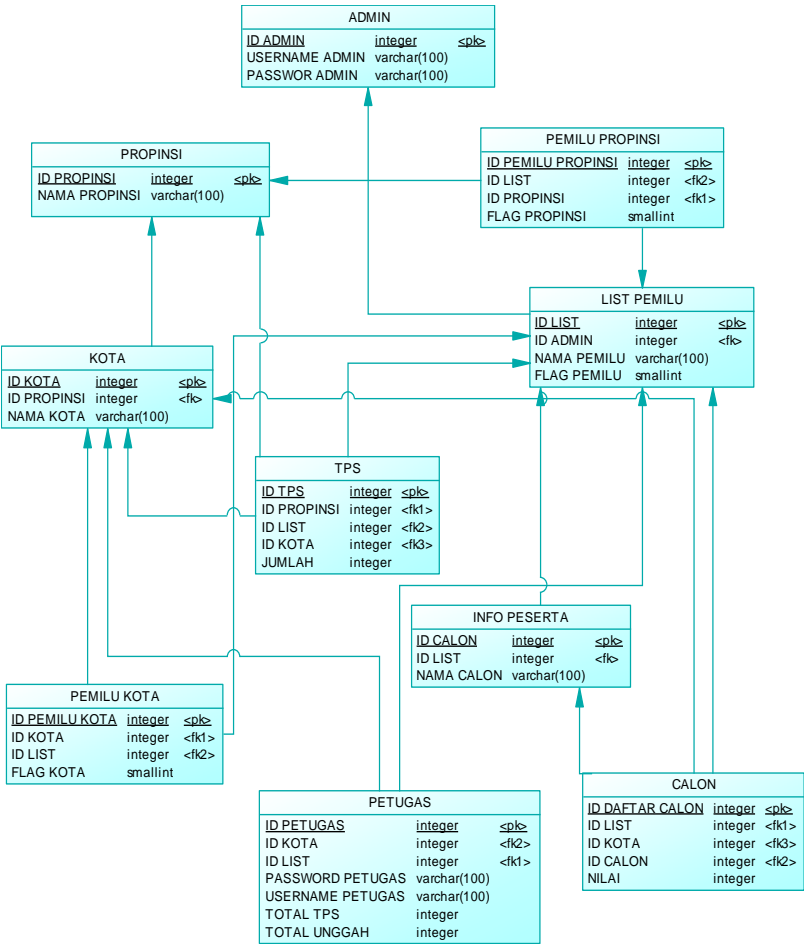 ADMIN
ID ADMIN integer <pk>
USERNAME ADMIN varchar(100)
PASSWOR ADMIN varchar(100)
PROPINSI
ID PROPINSI integer <pk>
NAMA PROPINSI varchar(100)
PEMILU PROPINSI
ID PEMILU PROPINSI integer <pk>
ID LIST integer <fk2>
ID PROPINSI integer <fk1>
FLAG PROPINSI smallint
LIST PEMILU
ID LIST integer <pk>
ID ADMIN integer <fk>
NAMA PEMILU varchar(100)
FLAG PEMILU smallint
KOTA
ID KOTA integer <pk>
ID PROPINSI integer <fk>
NAMA KOTA varchar(100)
TPS
ID TPS integer <pk>
ID PROPINSI integer <fk1>
ID LIST integer <fk2>
ID KOTA integer <fk3>
JUMLAH integer
INFO PESERTA
ID CALON integer <pk>
ID LIST integer <fk>
NAMA CALON varchar(100)
PEMILU KOTA
ID PEMILU KOTA integer <pk>
ID KOTA integer <fk1>
ID LIST integer <fk2>
FLAG KOTA smallint
PETUGAS
ID PETUGAS integer <pk>
ID KOTA integer <fk2>
ID LIST integer <fk1>
PASSWORD PETUGAS varchar(100)
USERNAME PETUGAS varchar(100)
TOTAL TPS integer
TOTAL UNGGAH integer
CALON
ID DAFTAR CALON integer <pk>
ID LIST integer <fk1>
ID KOTA integer <fk3>
ID CALON integer <fk2>
NILAI integer